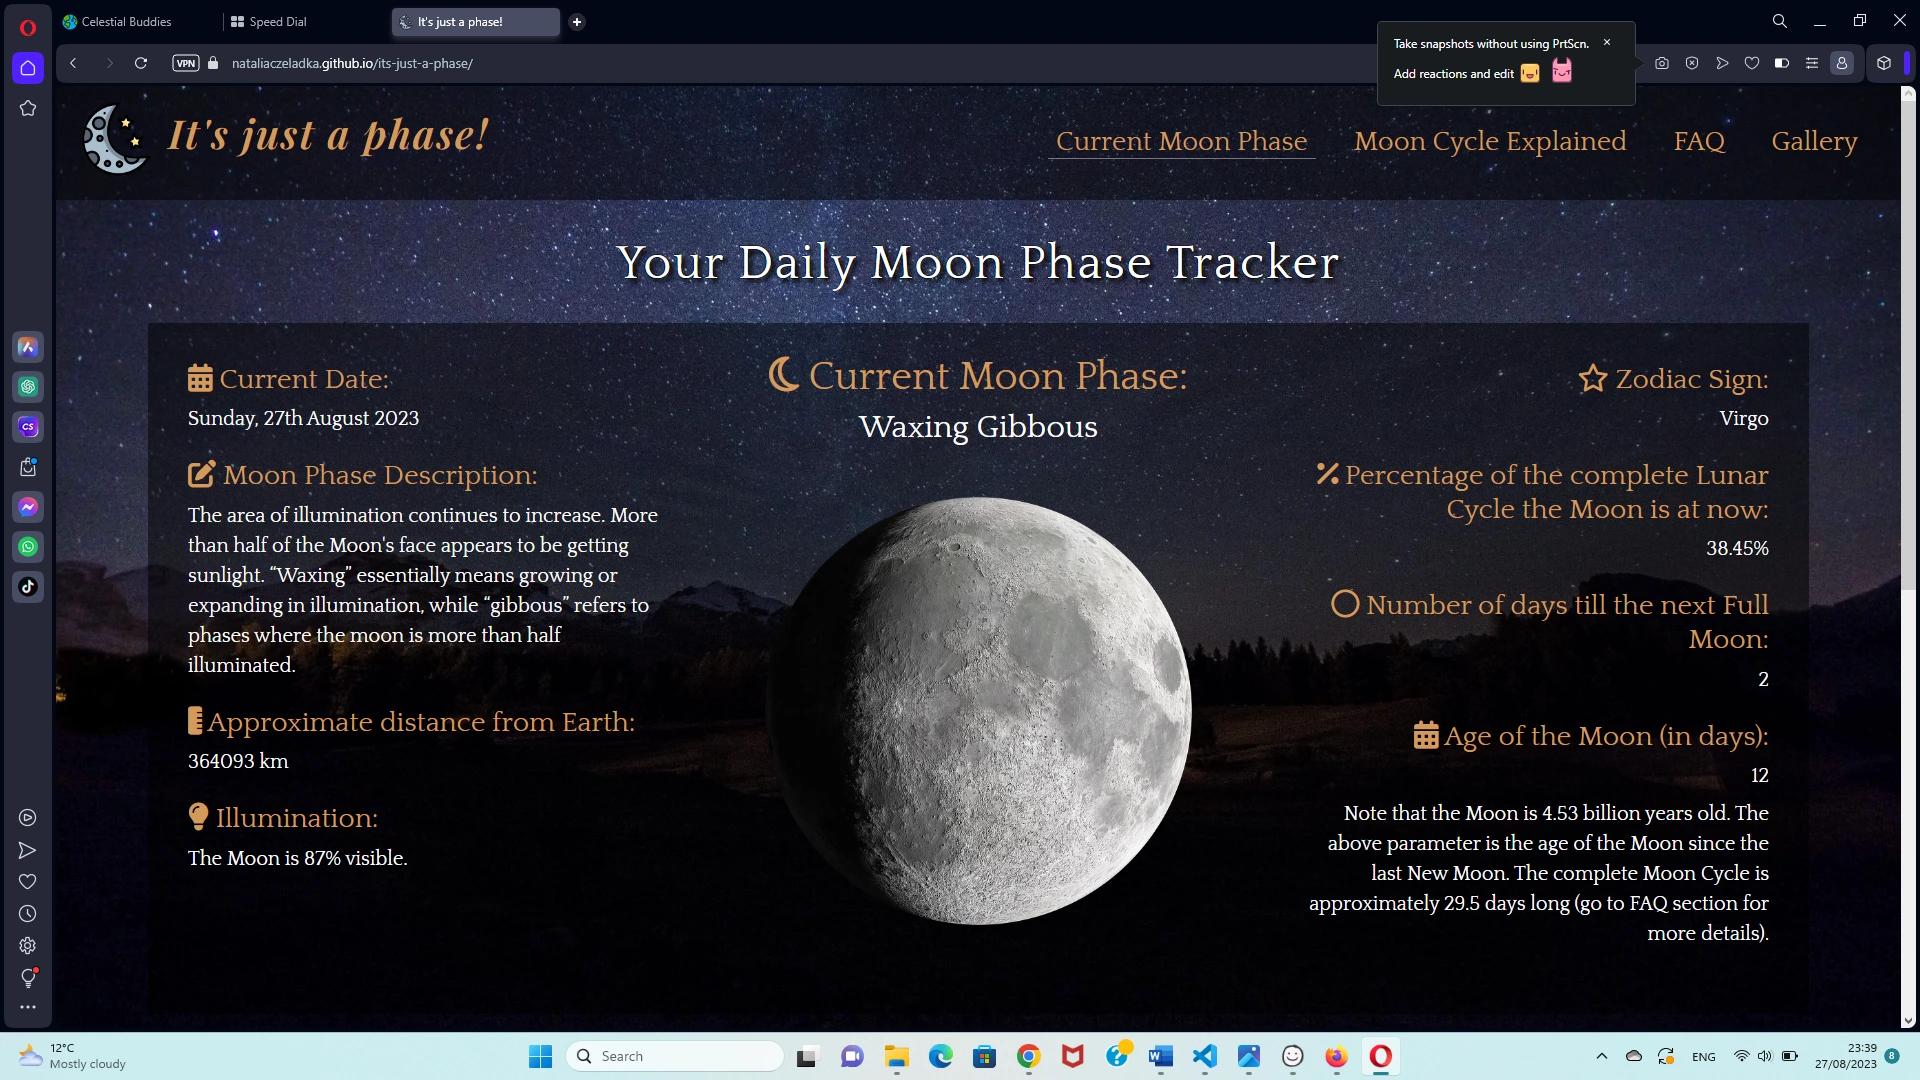 Celestial Buddies
Speed Dial
It's just a phase!
VPN
nataliaczeladka.github.io/its-just-a-phase/
Take snapshots without using PrtScn.
Add reactions and edit
It's just a phase!
Current Moon Phase
Moon Cycle Explained
FAQ
Gallery
Your Daily Moon Phase Tracker
Current Date:
Sunday, 27th August 2023
Moon Phase Description:
The area of illumination continues to increase. More
than half of the Moon's face appears to be getting
sunlight. “Waxing” essentially means growing or
expanding in illumination, while “gibbous” refers to
phases where the moon is more than half
illuminated.
Approximate distance from Earth:
364093 km
Illumination:
The Moon is 87% visible.
Current Moon Phase:
Waxing Gibbous
Zodiac Sign:
Virgo
Percentage of the complete Lunar
Cycle the Moon is at now:
38.45%
Number of days till the next Full
Moon:
2
Age of the Moon (in days):
12
Note that the Moon is 4.53 billion years old. The
above parameter is the age of the Moon since the
last New Moon. The complete Moon Cycle is
approximately 29.5 days long (go to FAQ section for
more details).
CS
12°C
Mostly cloudy
Search
ENG
23:39
27/08/2023
8